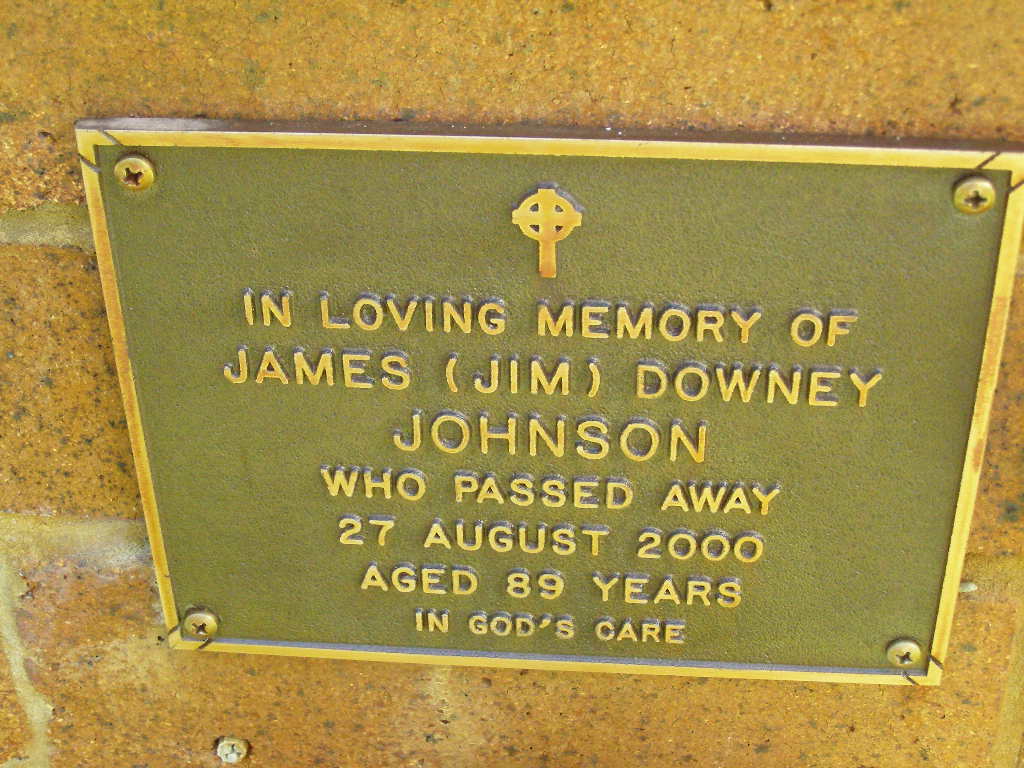 IN LOVING MEMORY OF
JAMES (JIM) DOWNEY
JOHNSON
WHO PASSED AWAY
27 AUGUST 2000
AGED 89 YEARS
IN GOD'S CARE